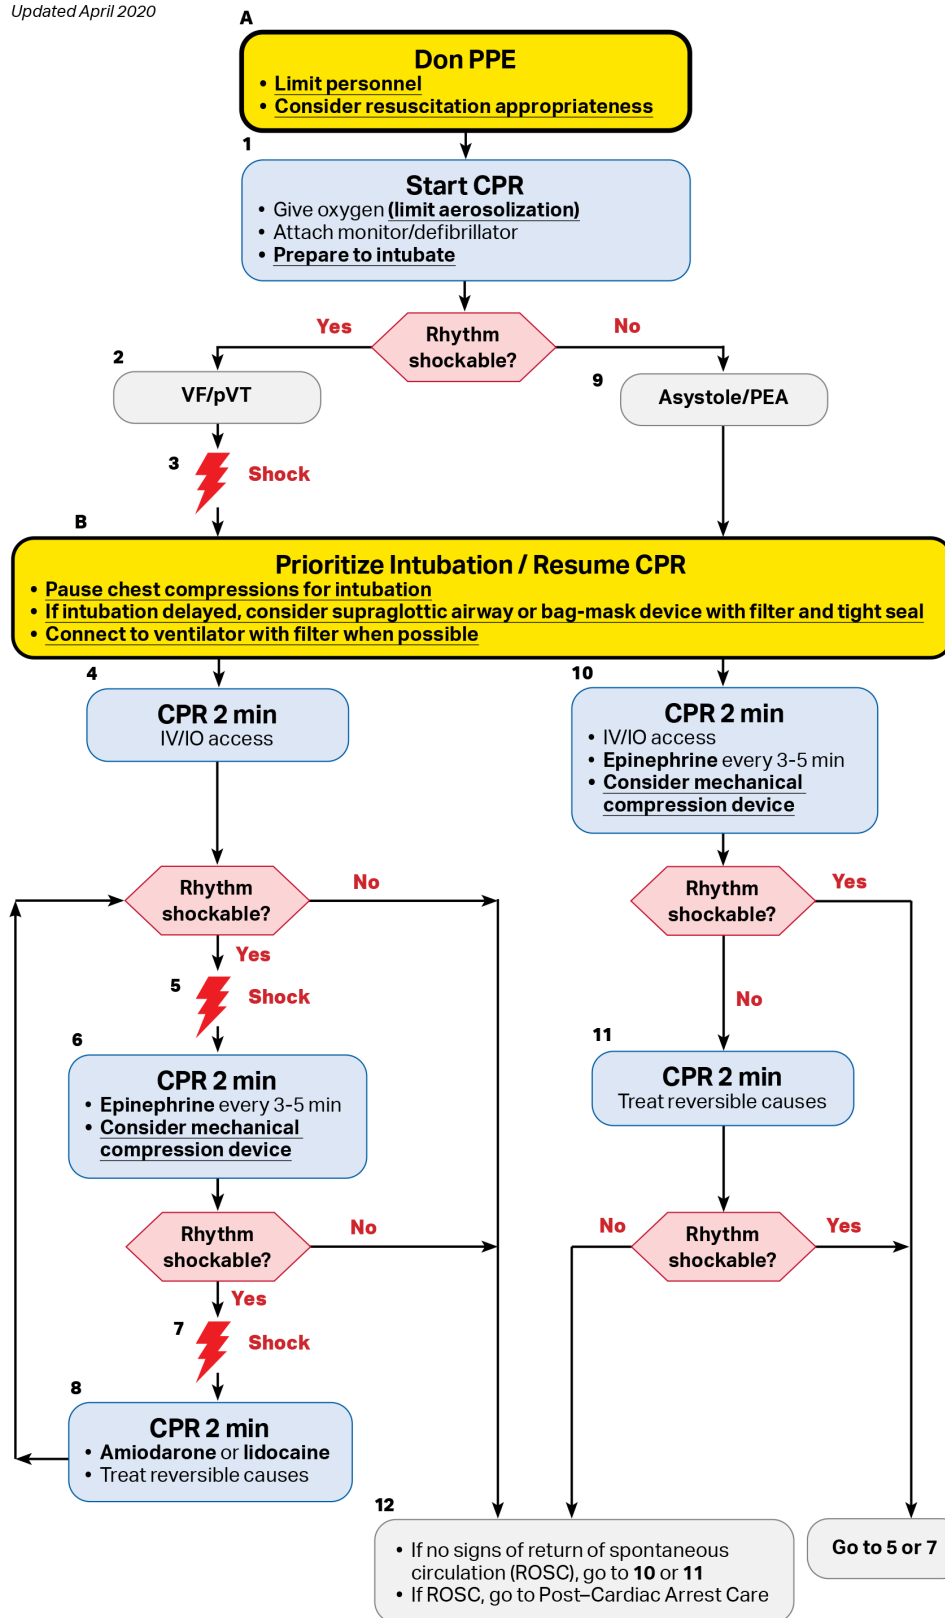 Updated April 2020
A
Don PPE
• Limit personnel
• Consider resuscitation appropriateness
1
Start CPR
• Give oxygen (limit aerosolization)
• Attach monitor/defibrillator
• Prepare to intubate
Yes
Rhythm
shockable?
No
2
VF/pVT
9
Asystole/PEA
3
Shock
B
Prioritize Intubation / Resume CPR
• Pause chest compressions for intubation
• If intubation delayed, consider supraglottic airway or bag-mask device with filter and tight seal
• Connect to ventilator with filter when possible
4
CPR 2 min
IV/IO access
10
CPR 2 min
• IV/IO access
• Epinephrine every 3-5 min
• Consider mechanical
compression device
Rhythm
shockable?
No
Yes
Rhythm
shockable?
Yes
No
5
Shock
6
CPR 2 min
• Epinephrine every 3-5 min
• Consider mechanical
compression device
11
CPR 2 min
Treat reversible causes
Rhythm
shockable?
No
Yes
No
Rhythm
shockable?
Yes
7
Shock
8
CPR 2 min
• Amiodarone or lidocaine
• Treat reversible causes
12
• If no signs of return of spontaneous
circulation (ROSC), go to 10 or 11
• If ROSC, go to Post–Cardiac Arrest Care
Go to 5 or 7